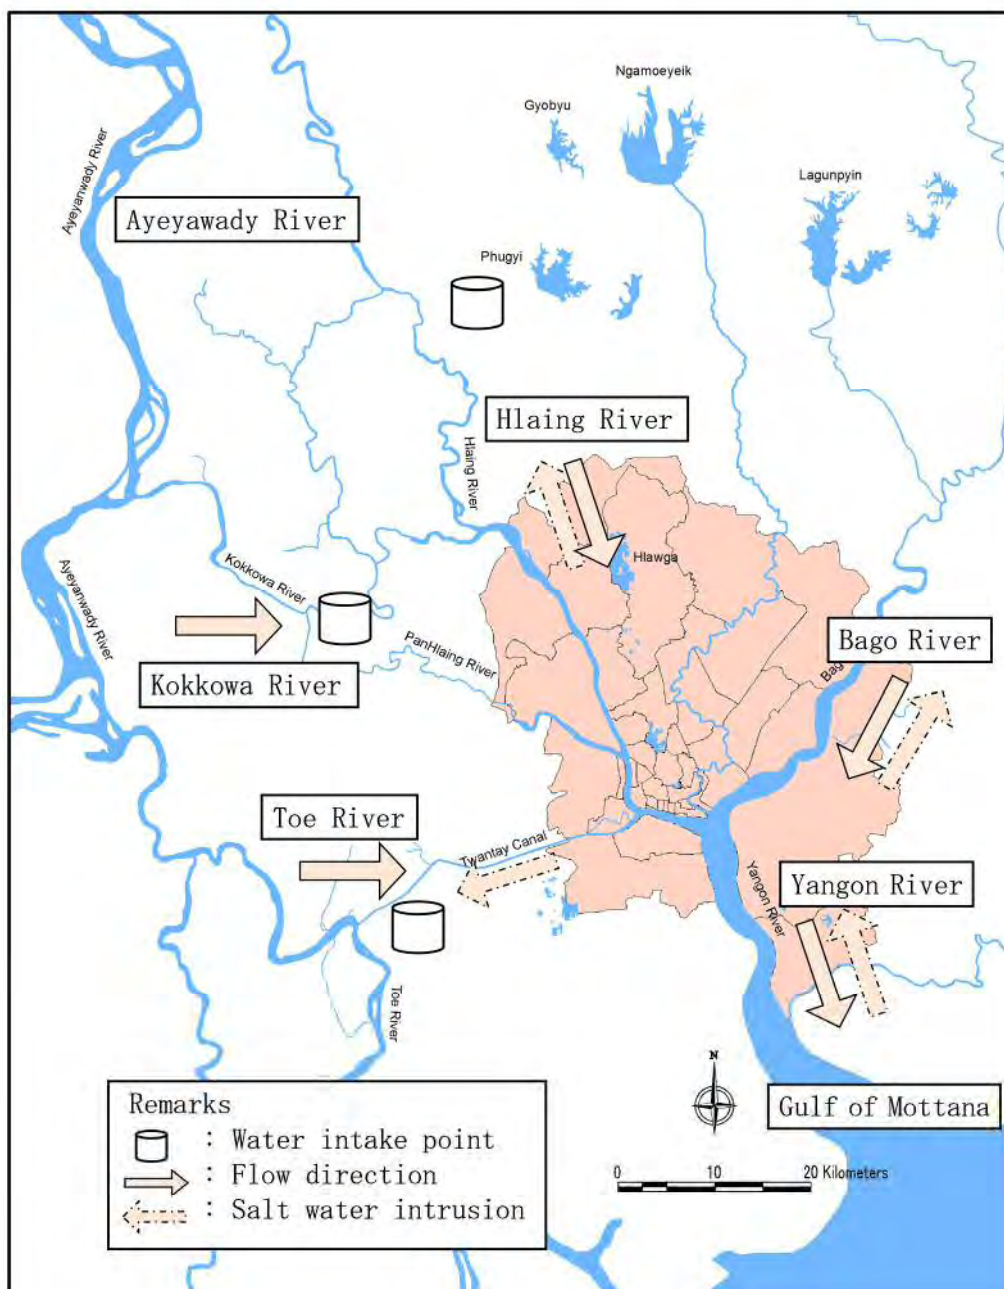 Ngamoeyeik
Gyobyu
Lagunpyin
Ayeyanwady River
Ayeyawady River
Phugyi
Hlaing River
Hlaing River
Hlawga
Kokkowa River
Ayeyanwady River
PanHlaing River
Kokkowa River
Bago River
Bag
Toe River
Twantay Canal
Yangon River
Yangon River
Toe River
N
Gulf of Mottana
0 10 20 Kilometers
Remarks
: Water intake point
: Flow direction
: Salt water intrusion